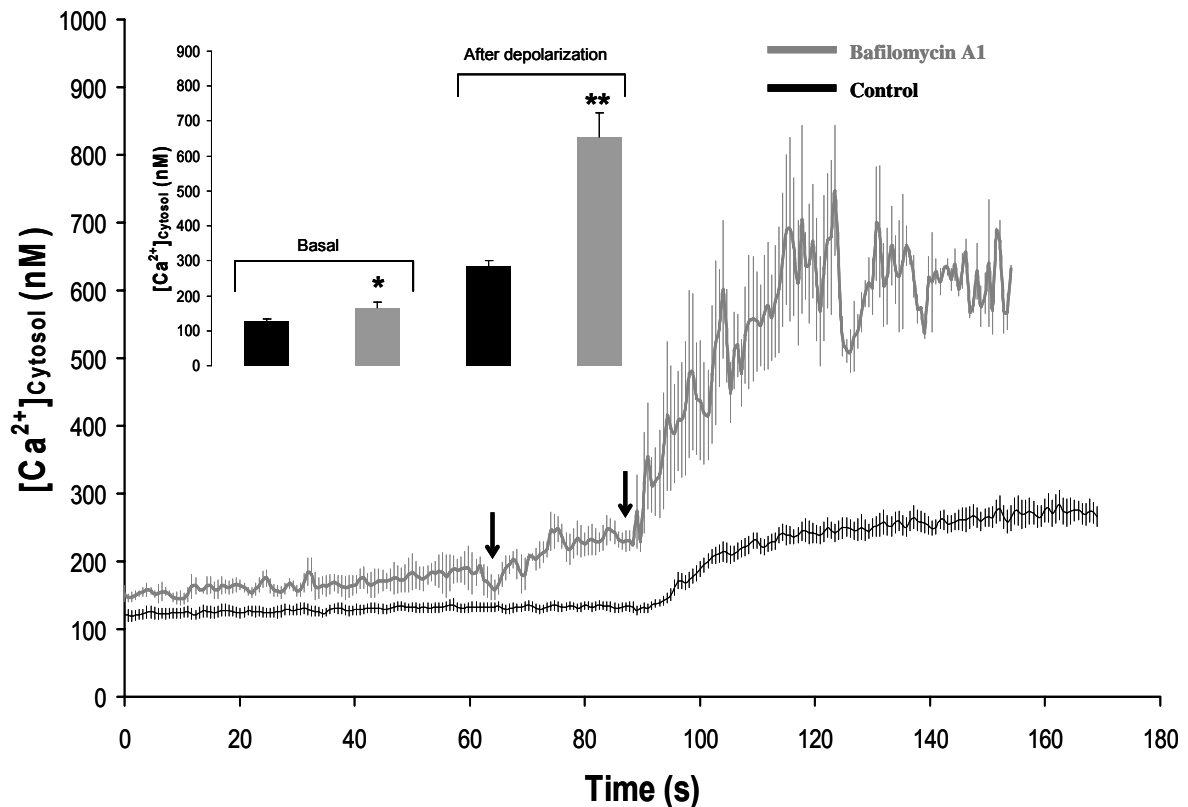 1000
900
800
700
600
500
400
300
200
100
0
[Ca²⁺]Cytosol (nM)
0 20 40 60 80 100 120 140 160 180
Time (s)
Bafilomycin A1
Control
900
800
700
600
500
400
300
200
100
0
[Ca²⁺]Cytosol (nM)
Basal
*
After depolarization
**